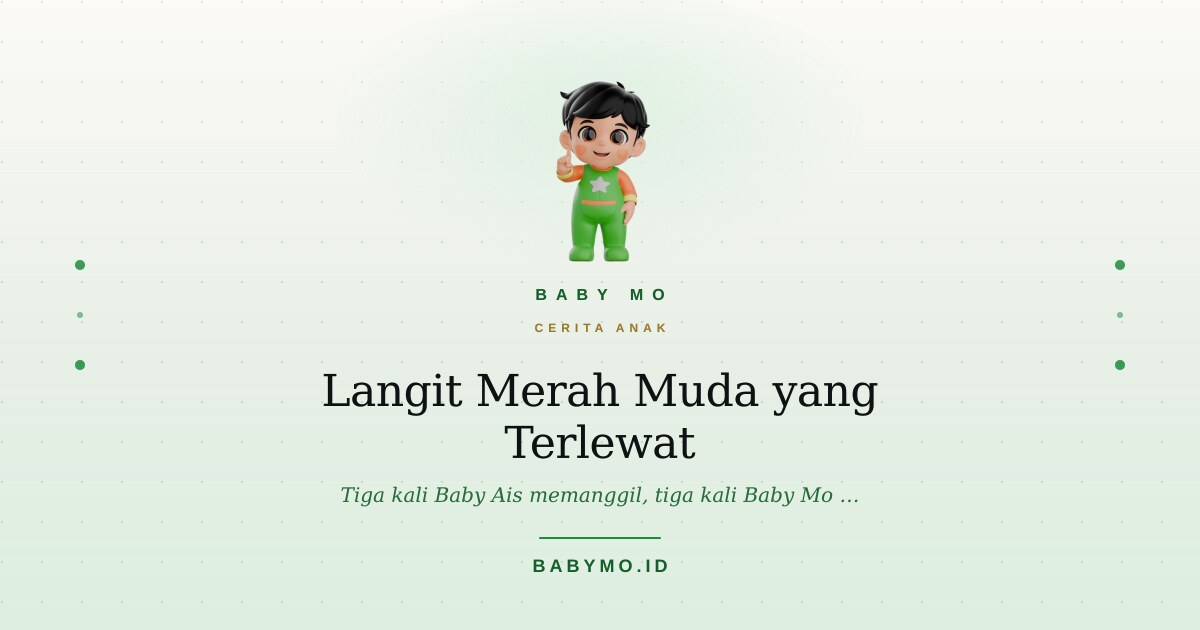 BABY MO
CERITA ANAK
Langit Merah Muda yang
Terlewat
Tiga kali Baby Ais memanggil, tiga kali Baby Mo …
BABYMO.ID